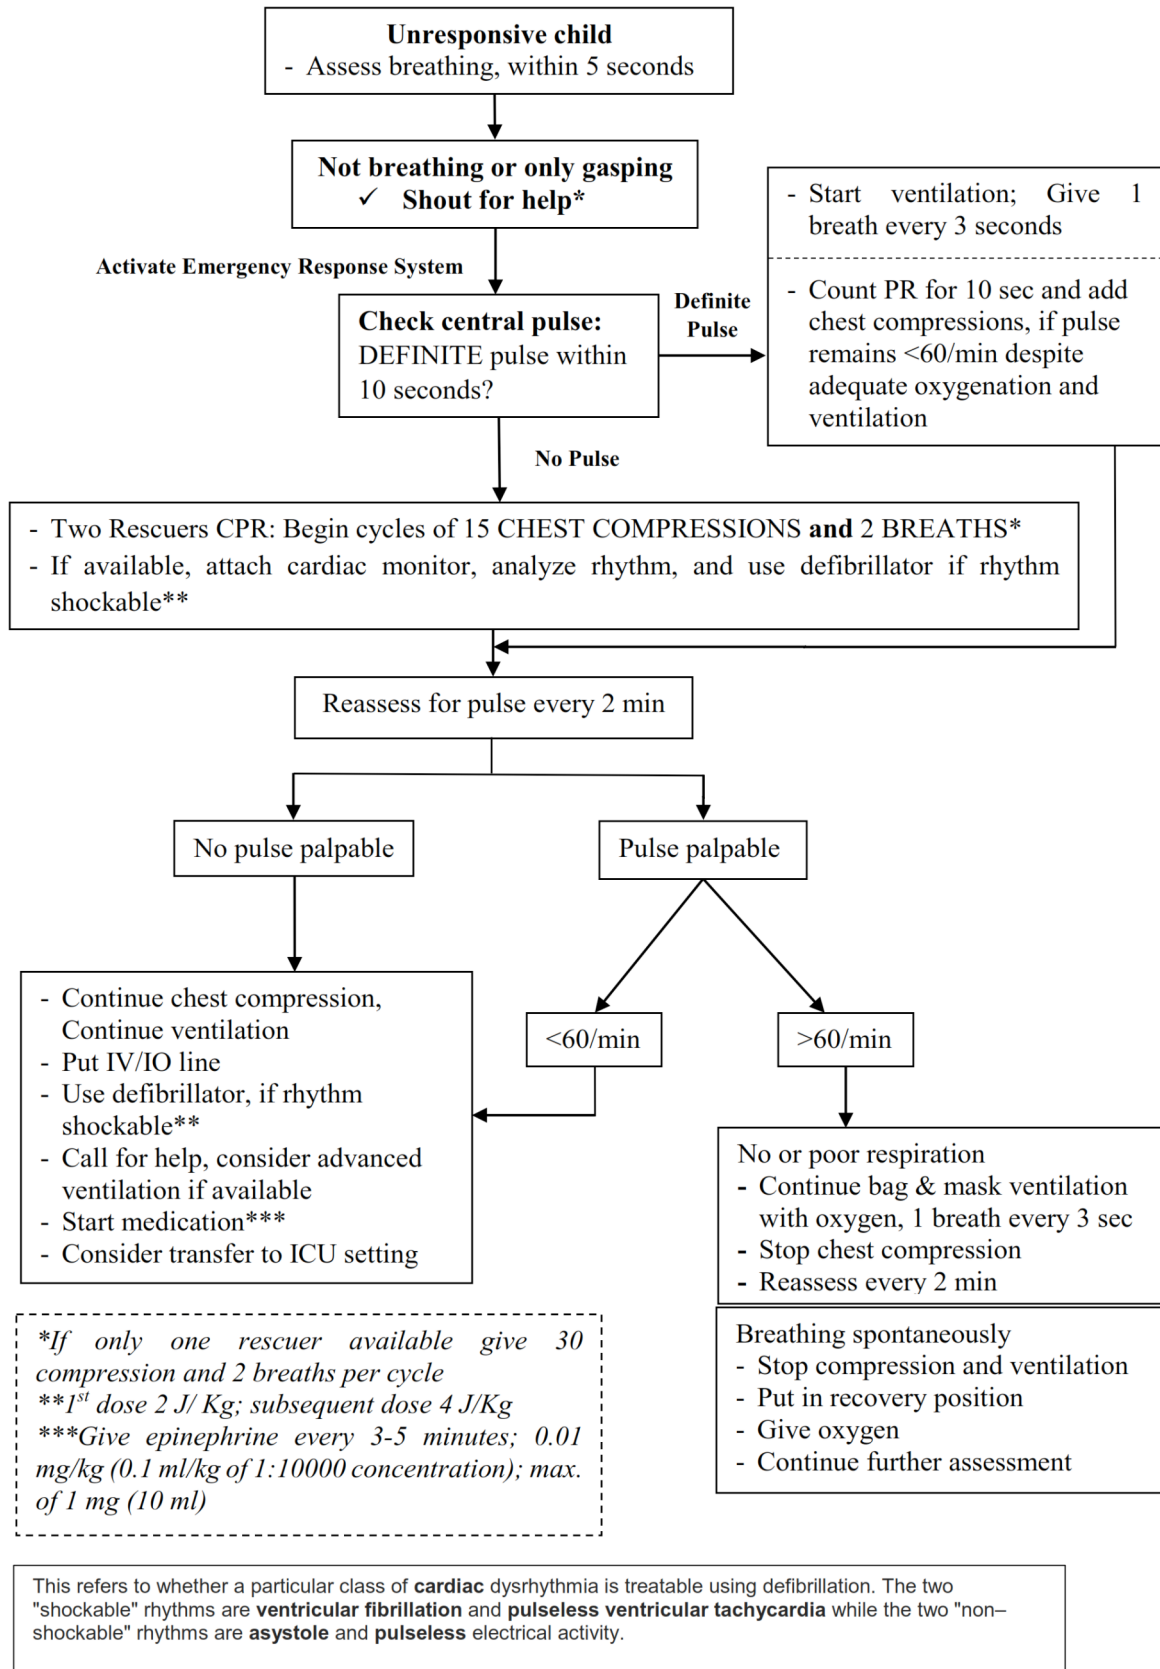 Unresponsive child
- Assess breathing, within 5 seconds
Not breathing or only gasping
✓ Shout for help*
Activate Emergency Response System
Check central pulse:
DEFINITE pulse within
10 seconds?
Definite
Pulse
- Start ventilation; Give 1
breath every 3 seconds
- Count PR for 10 sec and add
chest compressions, if pulse
remains <60/min despite
adequate oxygenation and
ventilation
No Pulse
- Two Rescuers CPR: Begin cycles of 15 CHEST COMPRESSIONS and 2 BREATHS*
- If available, attach cardiac monitor, analyze rhythm, and use defibrillator if rhythm
shockable**
Reassess for pulse every 2 min
No pulse palpable
Pulse palpable
- Continue chest compression,
Continue ventilation
- Put IV/IO line
- Use defibrillator, if rhythm
shockable**
- Call for help, consider advanced
ventilation if available
- Start medication***
- Consider transfer to ICU setting
<60/min
>60/min
No or poor respiration
- Continue bag & mask ventilation
with oxygen, 1 breath every 3 sec
- Stop chest compression
- Reassess every 2 min
Breathing spontaneously
- Stop compression and ventilation
- Put in recovery position
- Give oxygen
- Continue further assessment
*If only one rescuer available give 30
compression and 2 breaths per cycle
**1st dose 2 J/ Kg; subsequent dose 4 J/Kg
***Give epinephrine every 3-5 minutes; 0.01
mg/kg (0.1 ml/kg of 1:10000 concentration); max.
of 1 mg (10 ml)
This refers to whether a particular class of cardiac dysrhythmia is treatable using defibrillation. The two
"shockable" rhythms are ventricular fibrillation and pulseless ventricular tachycardia while the two "non–
shockable" rhythms are asystole and pulseless electrical activity.